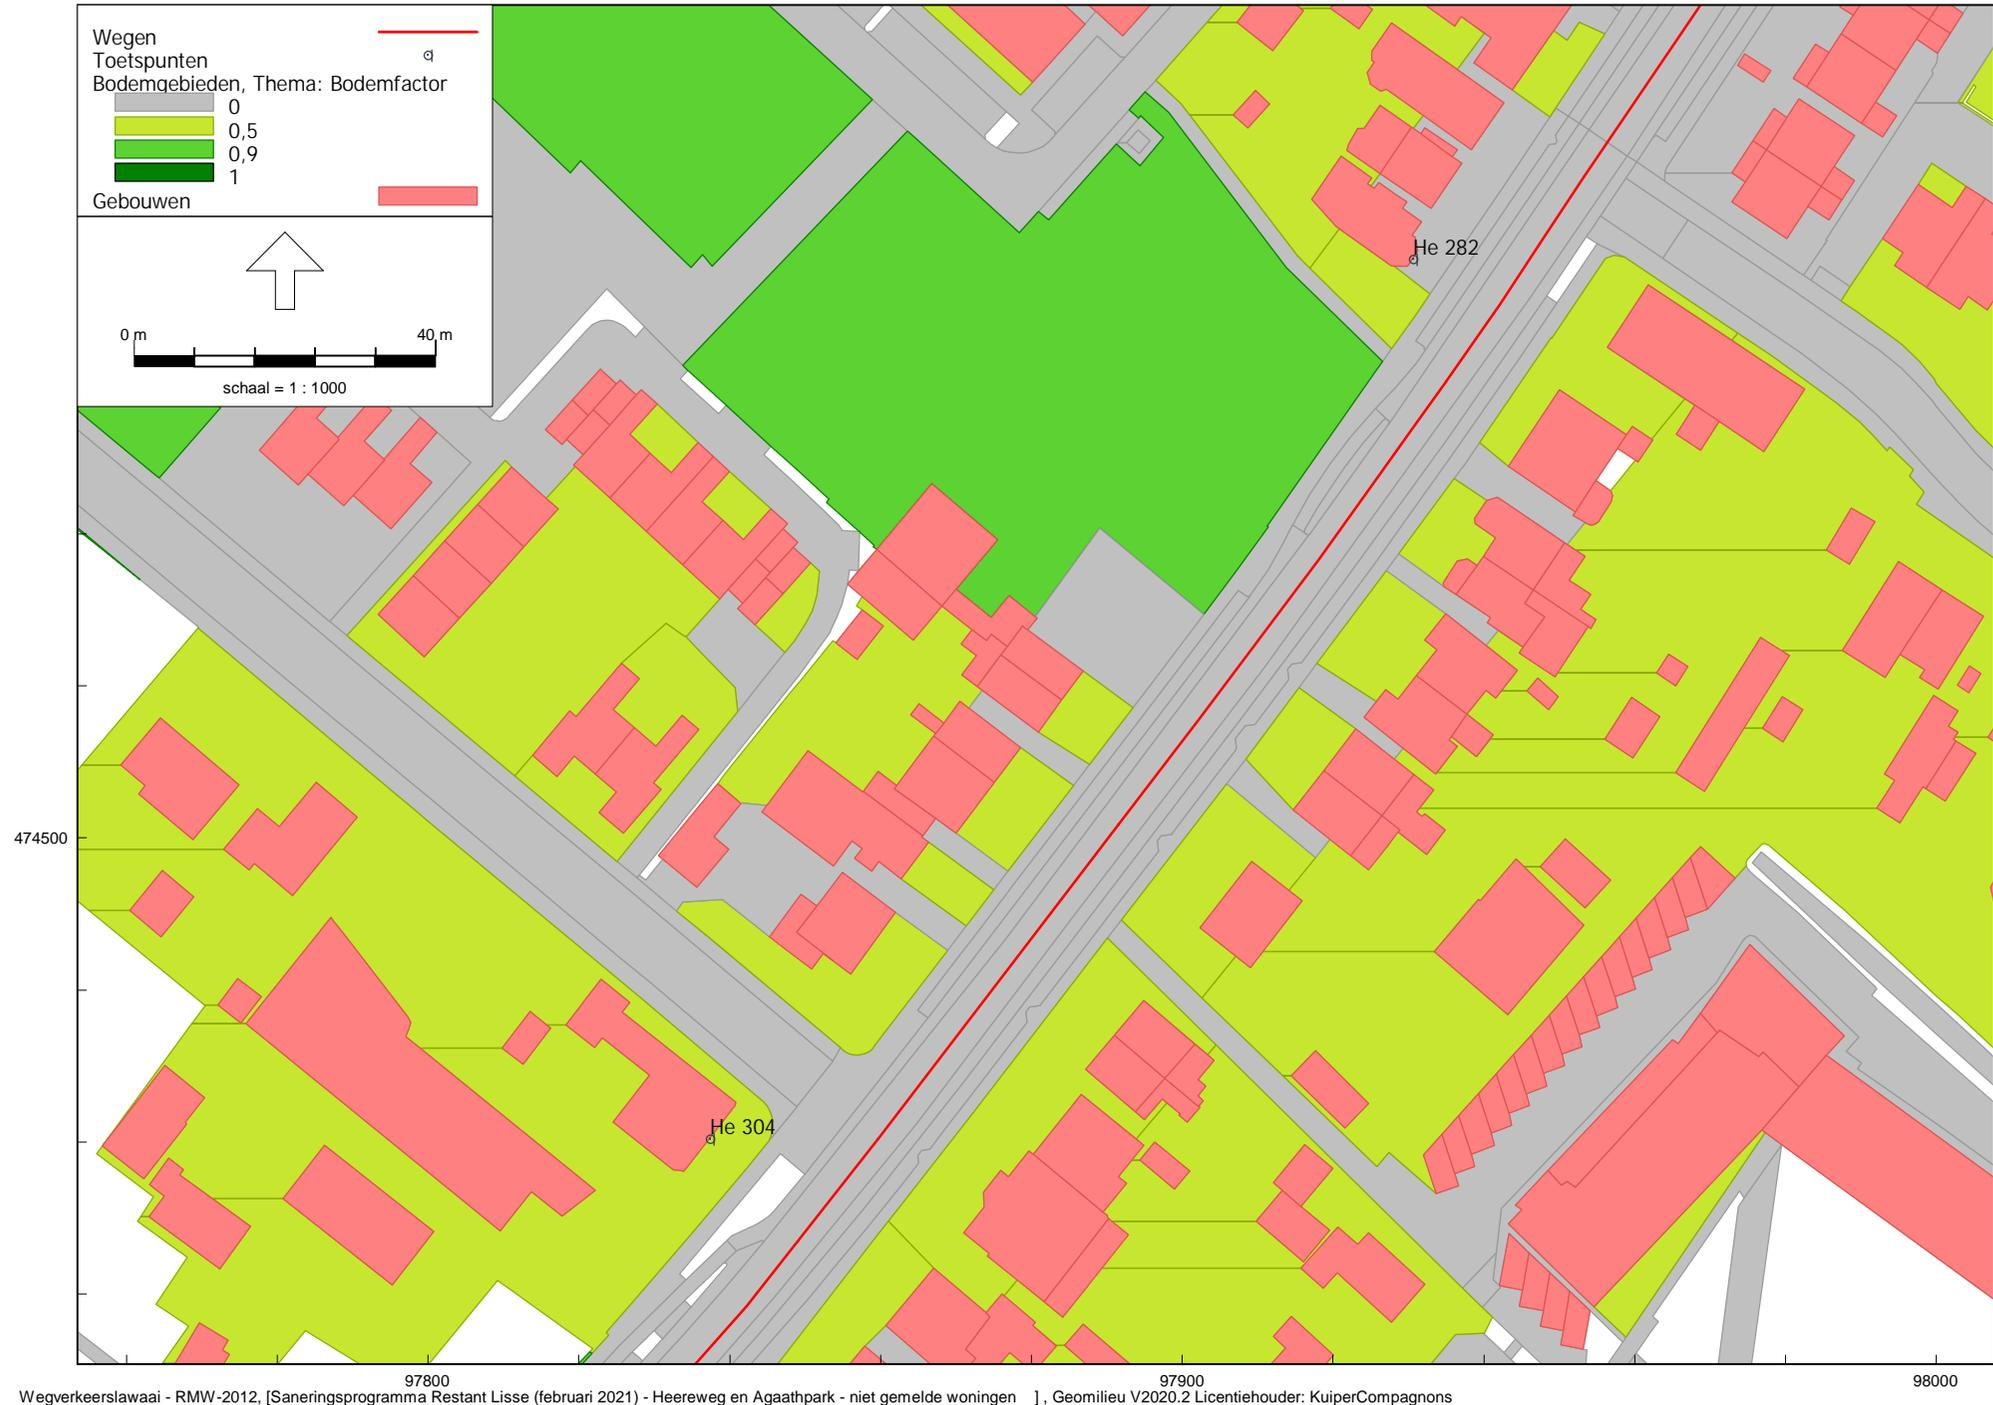 Wegen
Toetspunten
Bodemgebieden, Thema: Bodemfactor
0
0,5
0,9
1
Gebouwen
0 m 40 m
schaal = 1 : 1000
He 282
474500
He 304
97800 97900 98000
Wegverkeerslawaai - RMW-2012, [Saneringsprogramma Restant Lisse (februari 2021) - Heereweg en Agaathpark - niet gemelde woningen ] , Geomilieu V2020.2 Licentiehouder: KuiperCompagnons